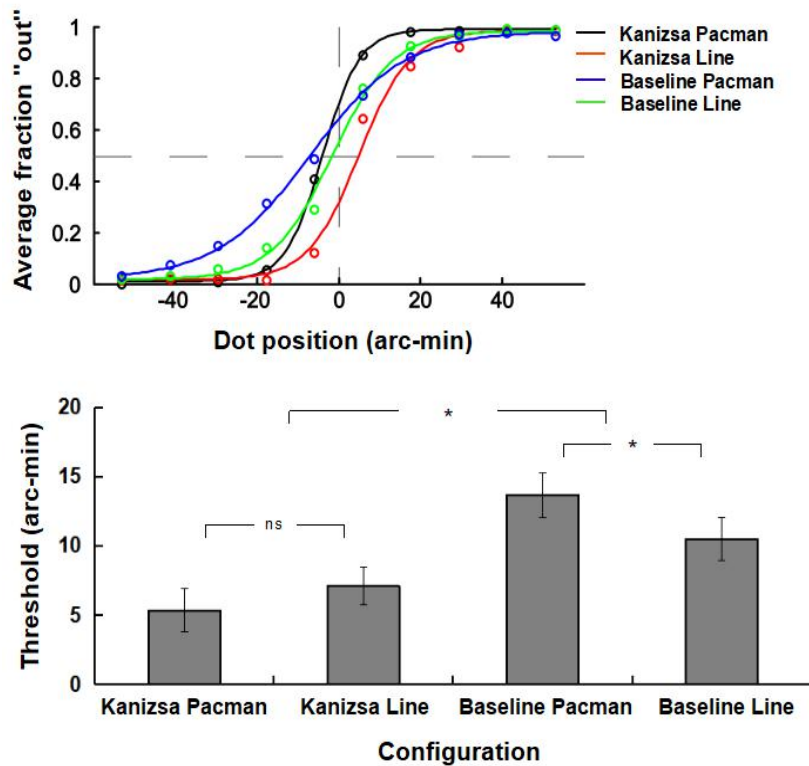 Average fraction "out"
1
0.8
0.6
0.4
0.2
0
-40
-20
0
20
40
Dot position (arc-min)
Kanizsa Pacman
Kanizsa Line
Baseline Pacman
Baseline Line
Threshold (arc-min)
20
15
10
5
0
*
*
ns
Kanizsa Pacman
Kanizsa Line
Baseline Pacman
Baseline Line
Configuration